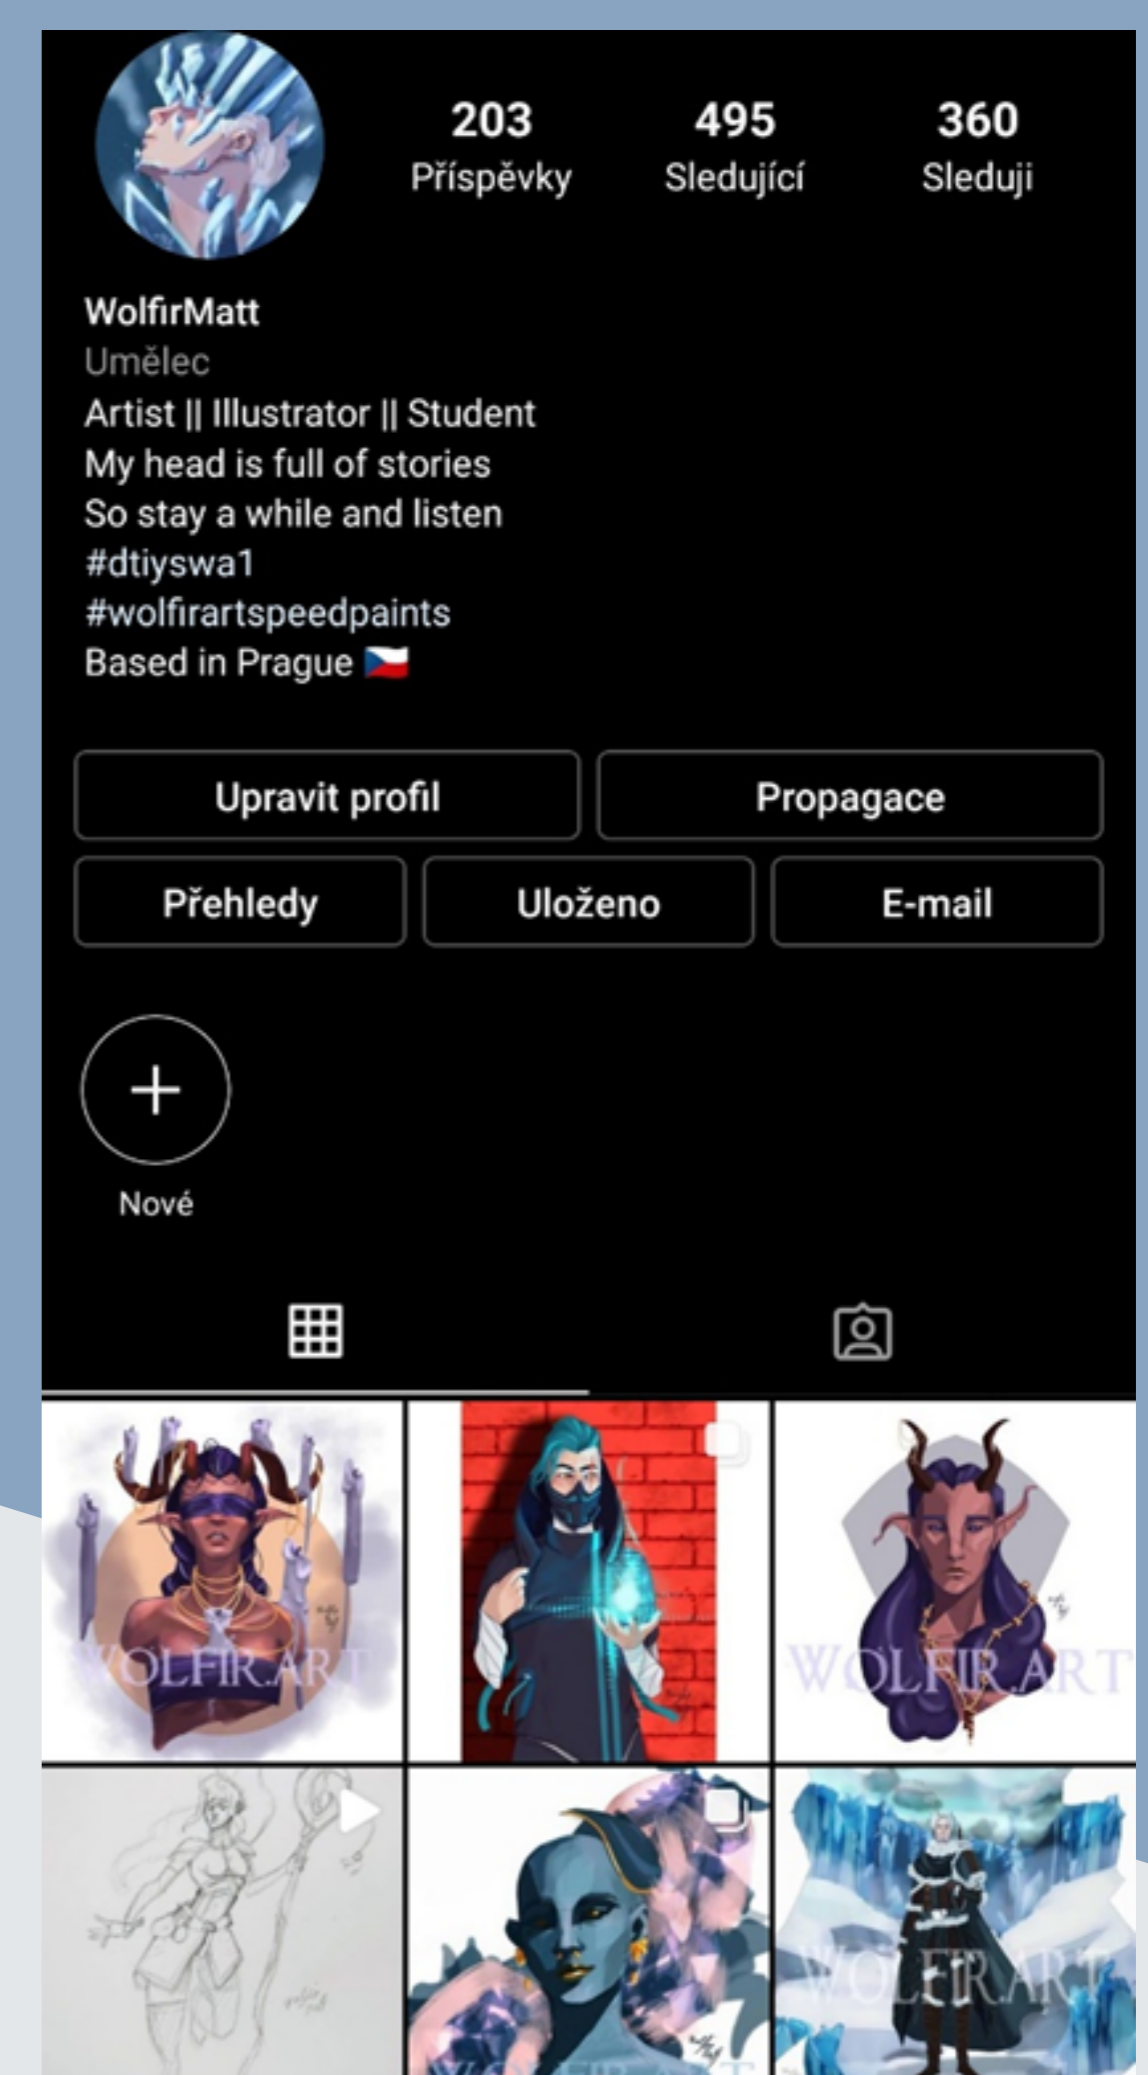 203
495
360
Příspěvky
Sledující
Sleduji
WolfirMatt
Umělec
Artist || Illustrator || Student
My head is full of stories
So stay a while and listen
#dtiyswa1
#wolfirartspeedpaints
Based in Prague
Upravit profil
Propagace
Přehledy
Uloženo
E-mail
Nové
WOLFIR.ART
WOLFIR.ART
WOLFIR.ART
WOLFIR.ART